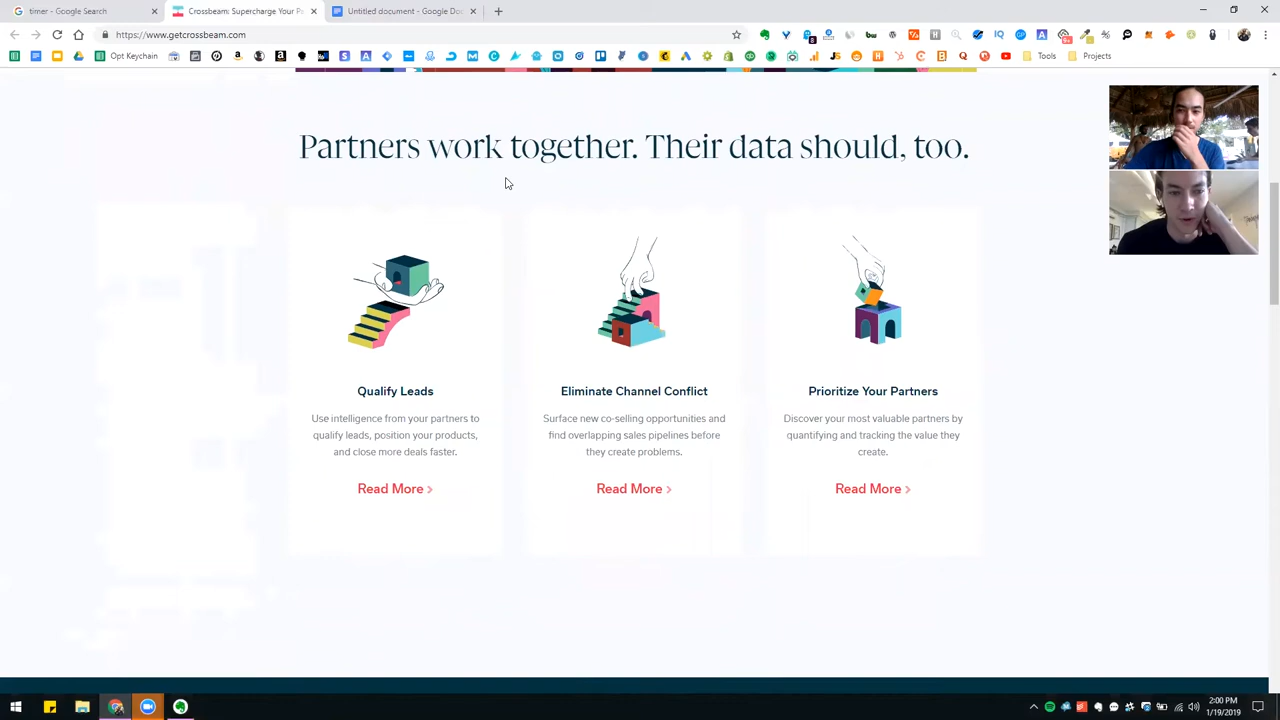 timer - Google Search
Crossbeam: Supercharge Your Pa
Untitled document - Google Doc
https://www.getcrossbeam.com
Opt Keychain
Tools
Projects
Partners work together. Their data should, too.
Qualify Leads
Use intelligence from your partners to
qualify leads, position your products,
and close more deals faster.
Read More
Eliminate Channel Conflict
Surface new co-selling opportunities and
find overlapping sales pipelines before
they create problems.
Read More
Prioritize Your Partners
Discover your most valuable partners by
quantifying and tracking the value they
create.
Read More
2:00 PM
1/19/2019